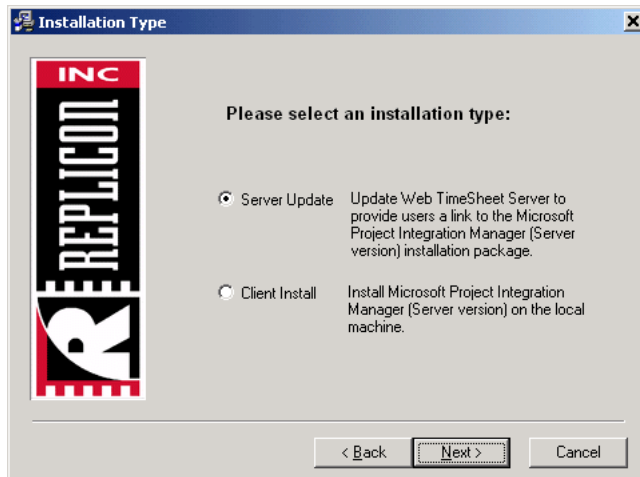 Installation Type
INC
REPLICON
R
Please select an installation type:
Server Update
Update Web TimeSheet Server to
provide users a link to the Microsoft
Project Integration Manager (Server
version) installation package.
Client Install
Install Microsoft Project Integration
Manager (Server version) on the local
machine.
< Back
Next >
Cancel